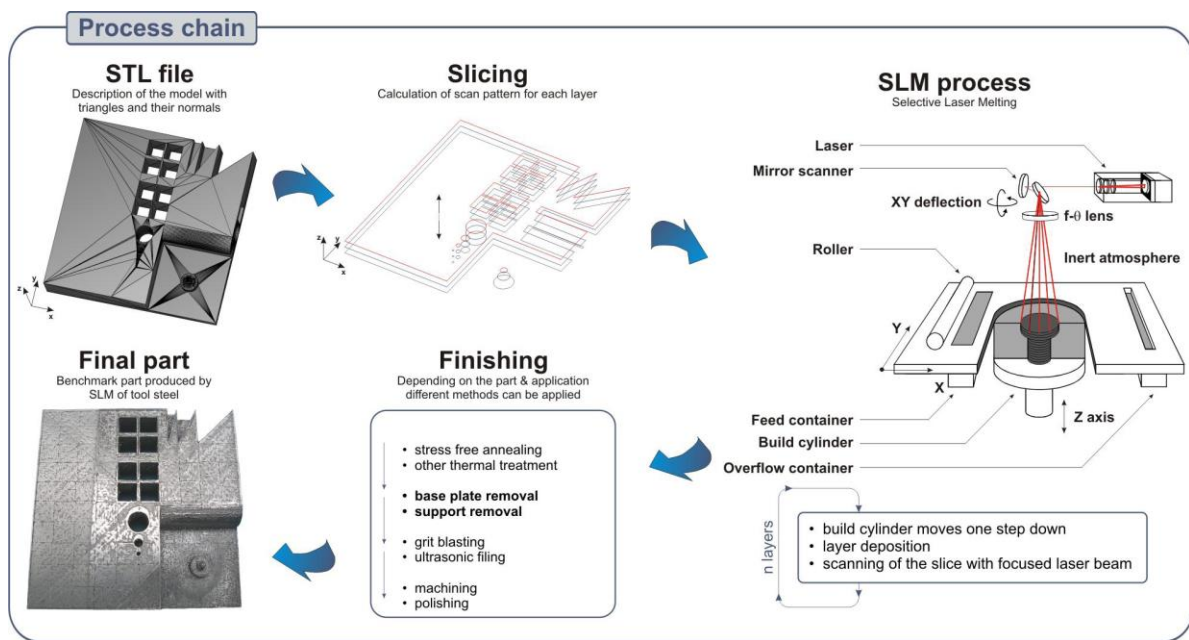 Process chain
STL file
Description of the model with
triangles and their normals
z
y
x
Slicing
Calculation of scan pattern for each layer
z
y
x
SLM process
Selective Laser Melting
Laser
Mirror scanner
XY deflection
f-θ lens
Roller
Inert atmosphere
Y
X
Z axis
Feed container
Build cylinder
Overflow container
n layers
• build cylinder moves one step down
• layer deposition
• scanning of the slice with focused laser beam
Finishing
Depending on the part & application
different methods can be applied
• stress free annealing
• other thermal treatment
• base plate removal
• support removal
• grit blasting
• ultrasonic filing
• machining
• polishing
Final part
Benchmark part produced by
SLM of tool steel